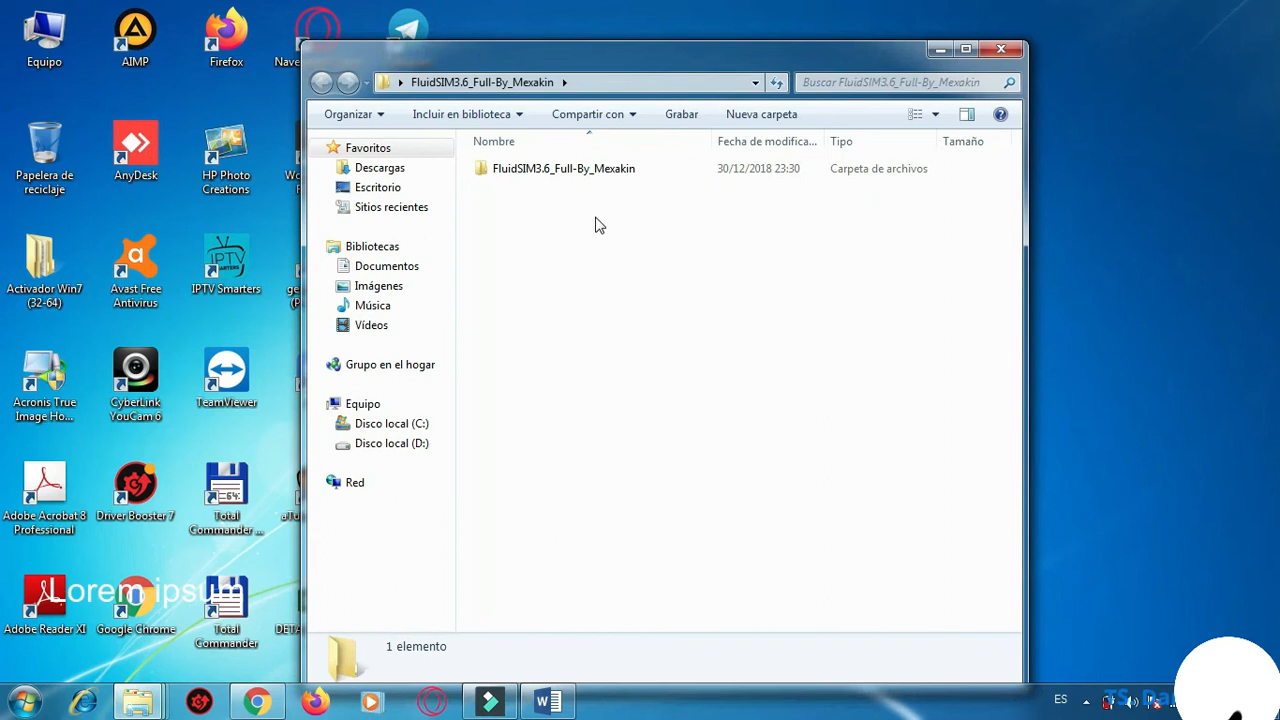 Equipo
AIMP
Firefox
Nave
FluidSIM3.6_Full-By_Mexakin
Buscar FluidSIM3.6_Full-By_Mexakin
Organizar
Incluir en biblioteca
Compartir con
Grabar
Nueva carpeta
Nombre
Fecha de modifica...
Tipo
Tamaño
FluidSIM3.6_Full-By_Mexakin
30/12/2018 23:30
Carpeta de archivos
Favoritos
Descargas
Escritorio
Sitios recientes
Bibliotecas
Documentos
Imágenes
Música
Vídeos
Grupo en el hogar
Equipo
Disco local (C:)
Disco local (D:)
Red
Papelera de
reciclaje
AnyDesk
HP Photo
Creations
Activador Win7
(32-64)
Avast Free
Antivirus
IPTV
SMARTERS
IPTV Smarters
Acronis True
Image Ho...
CyberLink
YouCam 6
TeamViewer
Adobe Acrobat 8
Professional
Driver Booster 7
Total
Commander ...
Lorem ipsum
Adobe Reader XI
Google Chrome
Total
Commander
1 elemento
ES